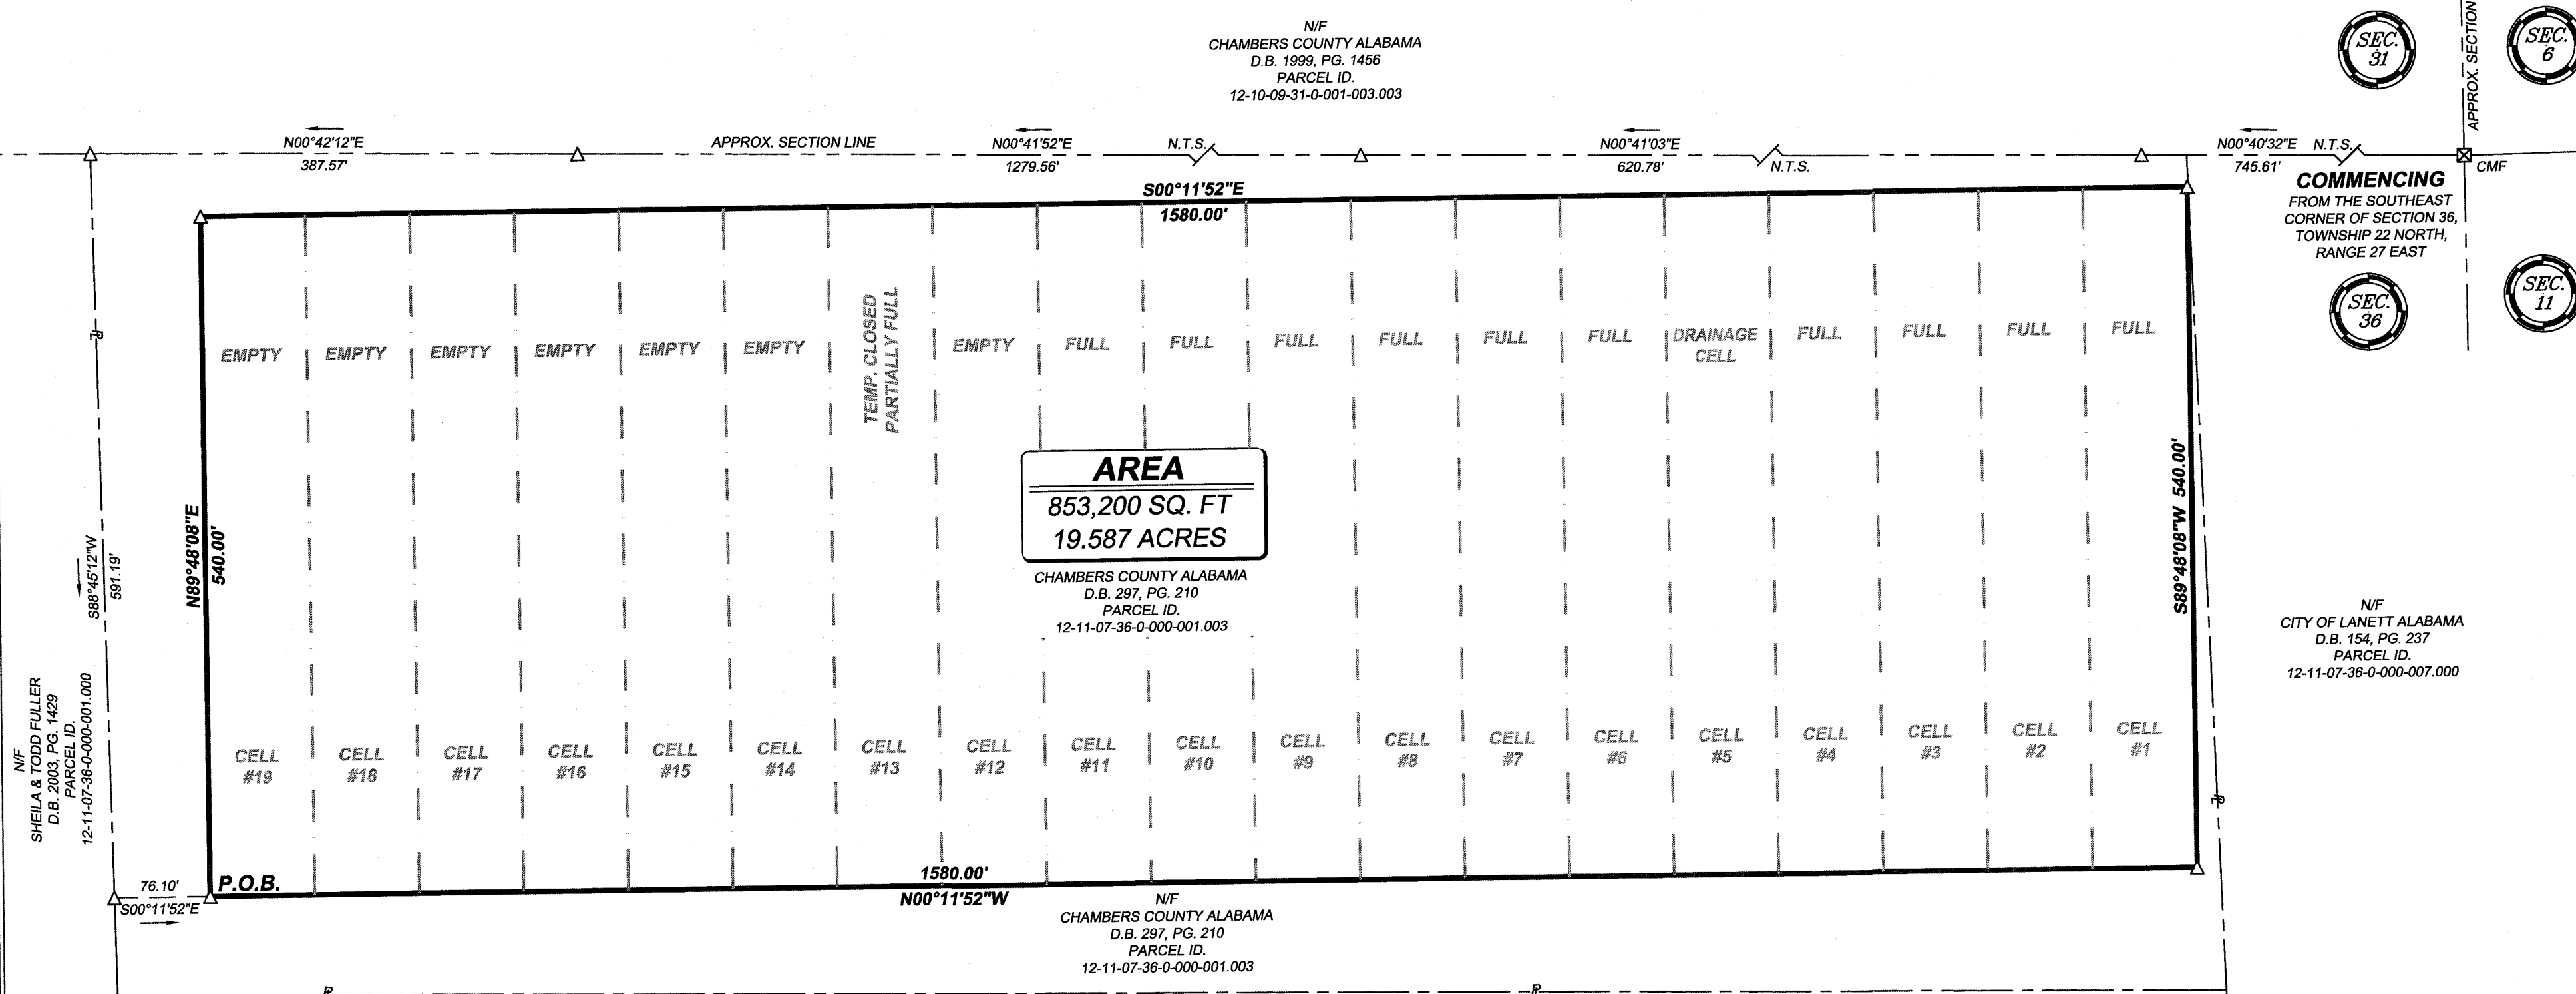 N/F
CHAMBERS COUNTY ALABAMA
D.B. 1999, PG. 1456
PARCEL ID.
12-10-09-31-0-001-003.003
SEC.
31
APPROX. SECTION
SEC.
6
N00°42'12"E
387.57'
APPROX. SECTION LINE
N00°41'52"E
1279.56'
N.T.S.
N00°41'03"E
620.78'
N.T.S.
N00°40'32"E
745.61'
N.T.S.
CMF
COMMENCING
FROM THE SOUTHEAST
CORNER OF SECTION 36,
TOWNSHIP 22 NORTH,
RANGE 27 EAST
SEC.
36
SEC.
11
S00°11'52"E
1580.00'
EMPTY
EMPTY
EMPTY
EMPTY
EMPTY
EMPTY
TEMP. CLOSED
PARTIALLY FULL
EMPTY
FULL
FULL
FULL
FULL
FULL
FULL
DRAINAGE
CELL
FULL
FULL
FULL
FULL
AREA
853,200 SQ. FT
19.587 ACRES
CHAMBERS COUNTY ALABAMA
D.B. 297, PG. 210
PARCEL ID.
12-11-07-36-0-000-001.003
N89°48'08"E
540.00'
S88°45'12"W
591.19'
S89°48'08"W 540.00'
N/F
CITY OF LANETT ALABAMA
D.B. 154, PG. 237
PARCEL ID.
12-11-07-36-0-000-007.000
N/F
SHEILA & TODD FULLER
D.B. 2003, PG. 1429
PARCEL ID.
12-11-07-36-0-000-001.000
CELL
#19
CELL
#18
CELL
#17
CELL
#16
CELL
#15
CELL
#14
CELL
#13
CELL
#12
CELL
#11
CELL
#10
CELL
#9
CELL
#8
CELL
#7
CELL
#6
CELL
#5
CELL
#4
CELL
#3
CELL
#2
CELL
#1
76.10'
S00°11'52"E
P.O.B.
1580.00'
N00°11'52"W
N/F
CHAMBERS COUNTY ALABAMA
D.B. 297, PG. 210
PARCEL ID.
12-11-07-36-0-000-001.003
PL
PL
PL
PL